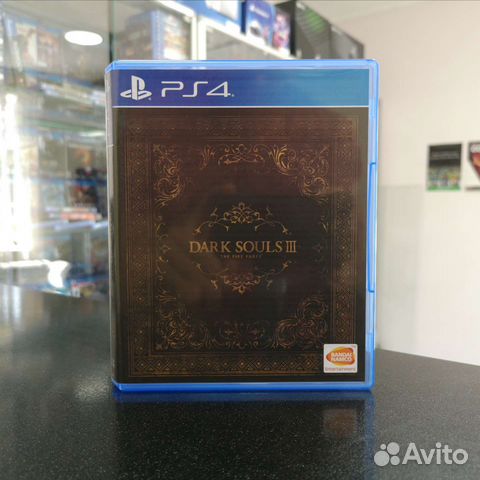 PS4
DARK SOULS III
THE FIRE FADES
BANDAI
NAMCO
Entertainment
Avito